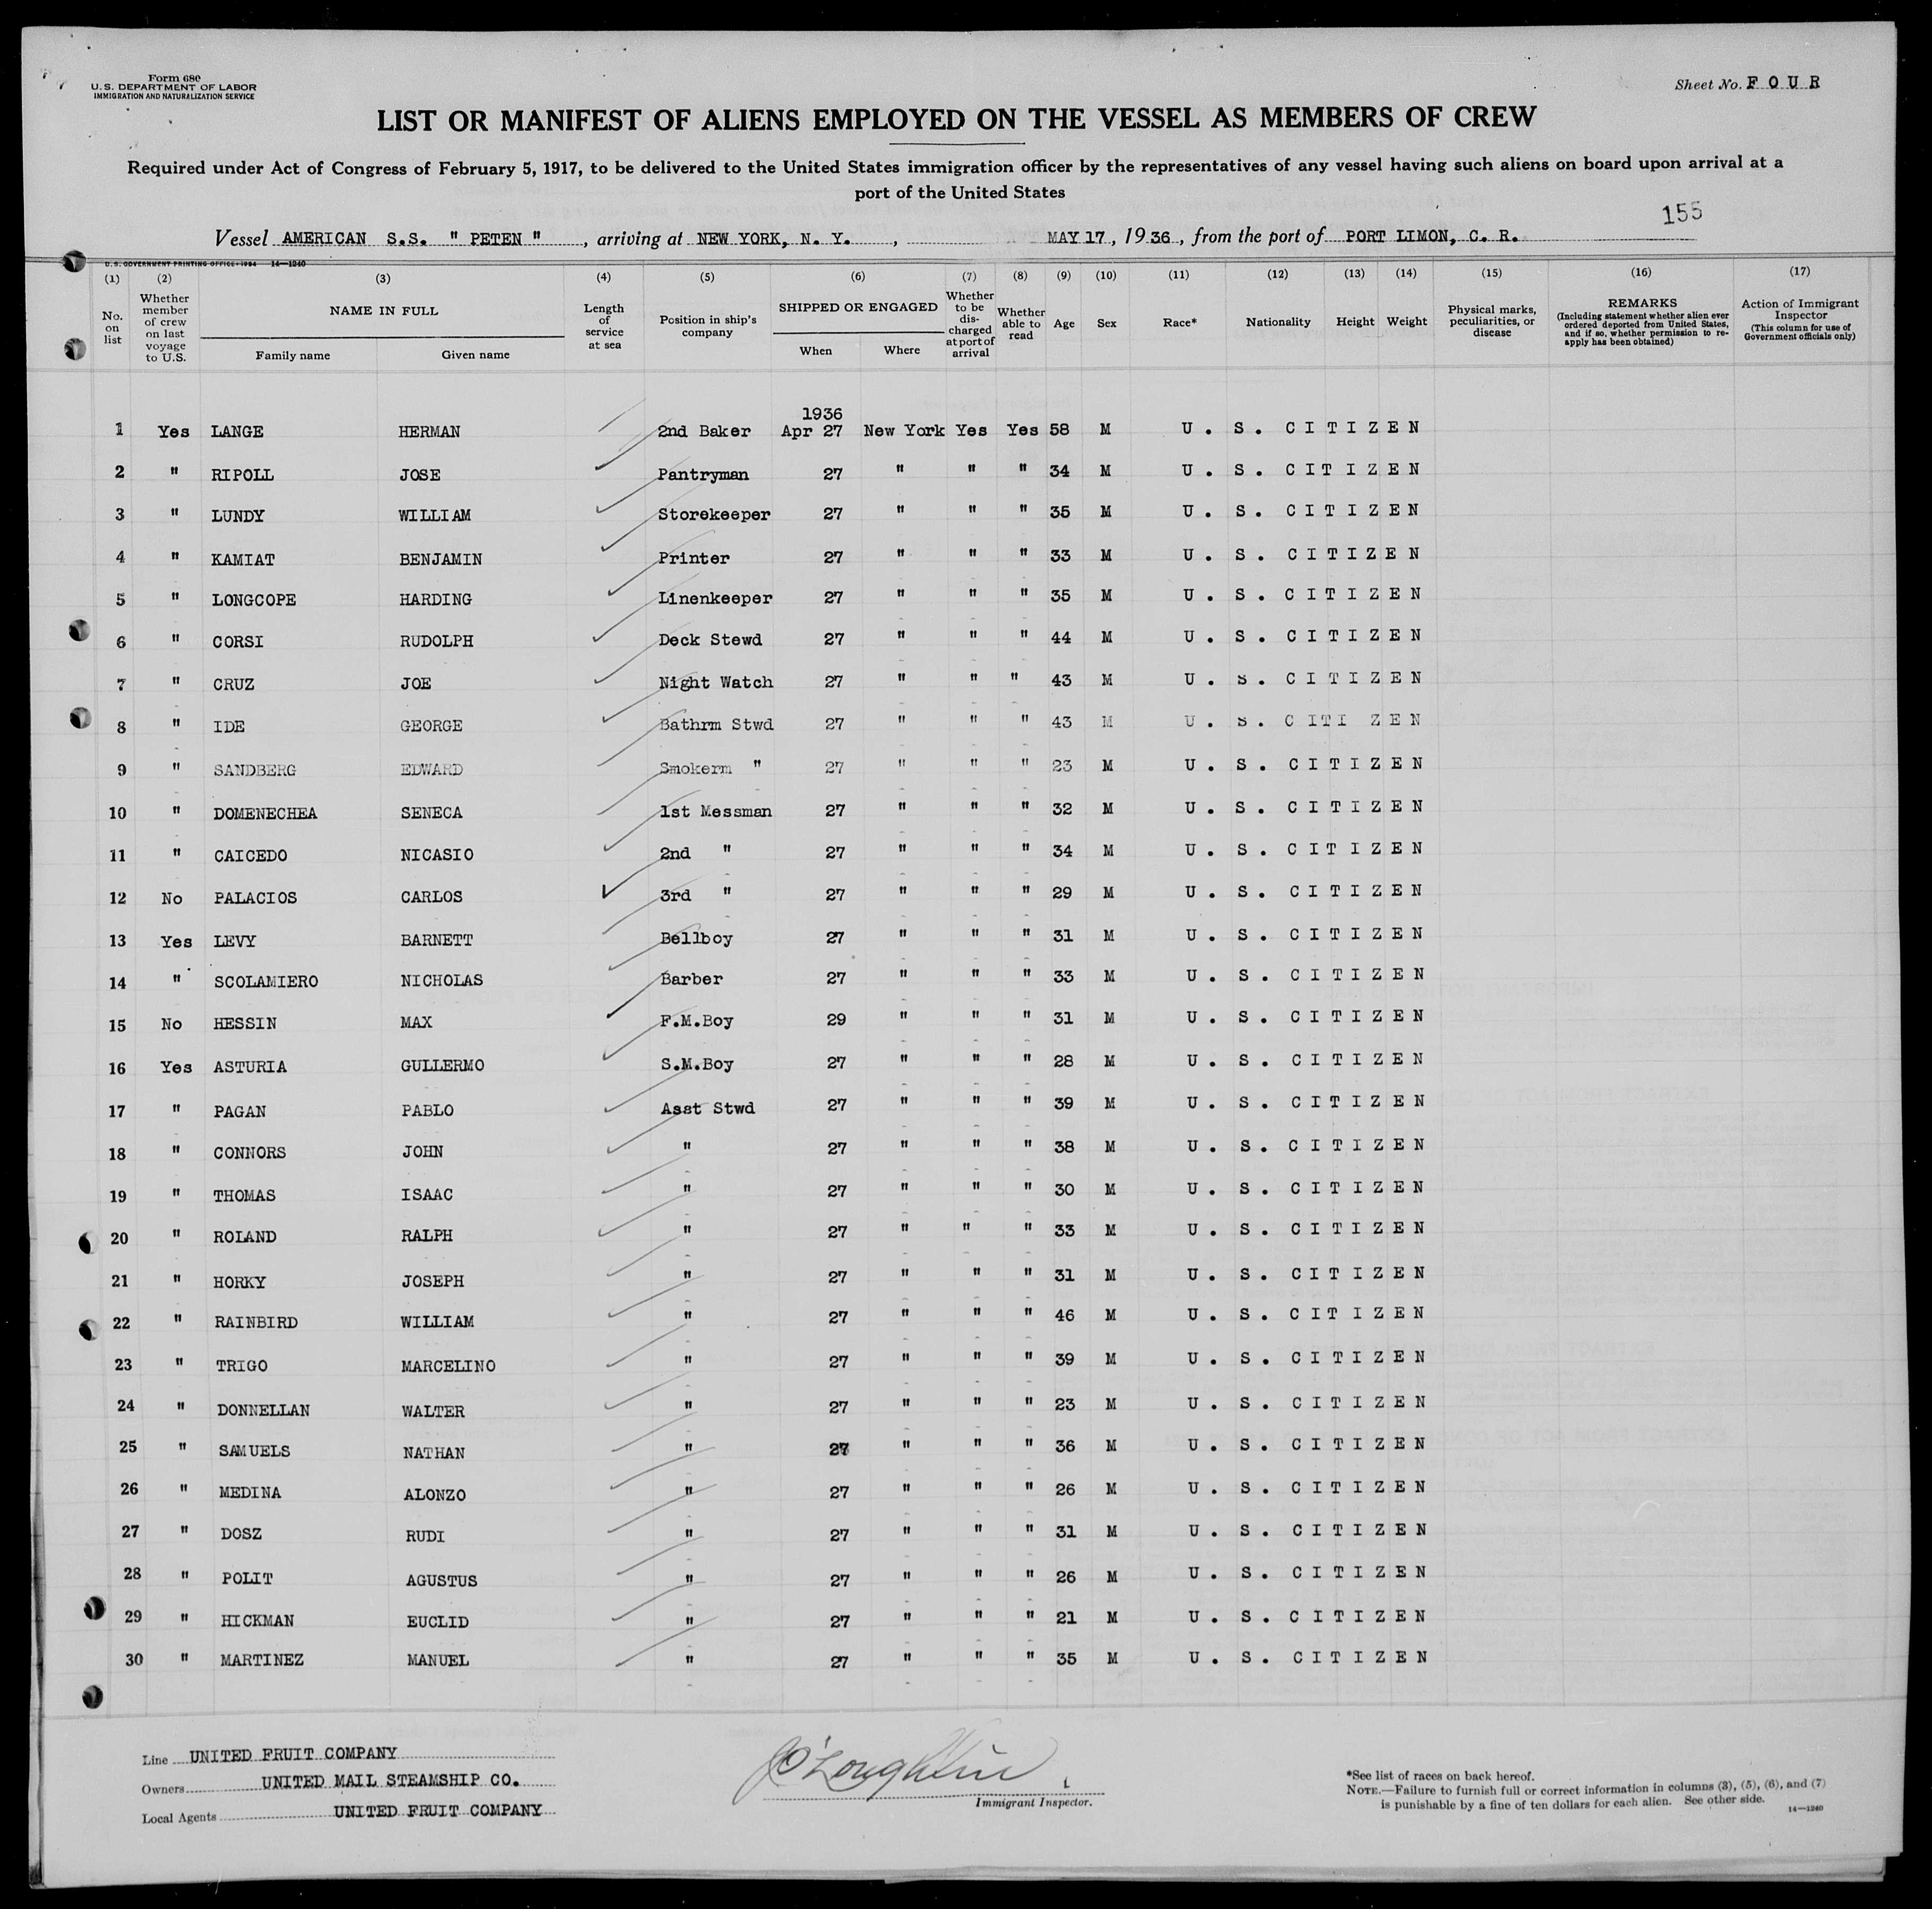 Form 680
U.S. DEPARTMENT OF LABOR
IMMIGRATION AND NATURALIZATION SERVICE
Sheet No. FOUR
LIST OR MANIFEST OF ALIENS EMPLOYED ON THE VESSEL AS MEMBERS OF CREW
Required under Act of Congress of February 5, 1917, to be delivered to the United States immigration officer by the representatives of any vessel having such aliens on board upon arrival at a
port of the United States
155
Vessel AMERICAN S.S. " PETEN ", arriving at NEW YORK, N. Y., MAY 17, 1936, from the port of PORT LIMON, C. R.
U. S. GOVERNMENT PRINTING OFFICE: 1934 14—1240
(1) (2) (3) (4) (5) (6) (7) (8) (9) (10) (11) (12) (13) (14) (15) (16) (17)
No. on list
Whether member of crew on last voyage to U.S.
NAME IN FULL
Family name Given name
Length of service at sea
Position in ship's company
SHIPPED OR ENGAGED
When Where
Whether to be discharged at port of arrival
Whether able to read
Age Sex Race* Nationality Height Weight
Physical marks, peculiarities, or disease
REMARKS
(Including statement whether alien ever ordered deported from United States, and if so, whether permission to re-apply has been obtained)
Action of Immigrant Inspector
(This column for use of Government officials only)
1936
1 Yes LANGE HERMAN 2nd Baker Apr 27 New York Yes Yes 58 M U. S. CITIZEN
2 " RIPOLL JOSE Pantryman 27 " " " 34 M U. S. CITIZEN
3 " LUNDY WILLIAM Storekeeper 27 " " " 35 M U. S. CITIZEN
4 " KAMIAT BENJAMIN Printer 27 " " " 33 M U. S. CITIZEN
5 " LONGCOPE HARDING Linenkeeper 27 " " " 35 M U. S. CITIZEN
6 " CORSI RUDOLPH Deck Stewd 27 " " " 44 M U. S. CITIZEN
7 " CRUZ JOE Night Watch 27 " " " 43 M U. S. CITIZEN
8 " IDE GEORGE Bathrm Stwd 27 " " " 43 M U. S. CITIZEN
9 " SANDBERG EDWARD Smokerm " 27 " " " 23 M U. S. CITIZEN
10 " DOMENECHEA SENECA 1st Messman 27 " " " 32 M U. S. CITIZEN
11 " CAICEDO NICASIO 2nd " 27 " " " 34 M U. S. CITIZEN
12 No PALACIOS CARLOS 3rd " 27 " " " 29 M U. S. CITIZEN
13 Yes LEVY BARNETT Bellboy 27 " " " 31 M U. S. CITIZEN
14 " SCOLAMIERO NICHOLAS Barber 27 " " " 33 M U. S. CITIZEN
15 No HESSIN MAX F.M.Boy 29 " " " 31 M U. S. CITIZEN
16 Yes ASTURIA GULLERMO S.M.Boy 27 " " " 28 M U. S. CITIZEN
17 " PAGAN PABLO Asst Stwd 27 " " " 39 M U. S. CITIZEN
18 " CONNORS JOHN " 27 " " " 38 M U. S. CITIZEN
19 " THOMAS ISAAC " 27 " " " 30 M U. S. CITIZEN
20 " ROLAND RALPH " 27 " " " 33 M U. S. CITIZEN
21 " HORKY JOSEPH " 27 " " " 31 M U. S. CITIZEN
22 " RAINBIRD WILLIAM " 27 " " " 46 M U. S. CITIZEN
23 " TRIGO MARCELINO " 27 " " " 39 M U. S. CITIZEN
24 " DONNELLAN WALTER " 27 " " " 23 M U. S. CITIZEN
25 " SAMUELS NATHAN " 27 " " " 36 M U. S. CITIZEN
26 " MEDINA ALONZO " 27 " " " 26 M U. S. CITIZEN
27 " DOSZ RUDI " 27 " " " 31 M U. S. CITIZEN
28 " POLIT AGUSTUS " 27 " " " 26 M U. S. CITIZEN
29 " HICKMAN EUCLID " 27 " " " 21 M U. S. CITIZEN
30 " MARTINEZ MANUEL " 27 " " " 35 M U. S. CITIZEN
Line UNITED FRUIT COMPANY
Owners UNITED MAIL STEAMSHIP CO.
Local Agents UNITED FRUIT COMPANY
O'Loughlin
Immigrant Inspector.
*See list of races on back hereof.
NOTE.—Failure to furnish full or correct information in columns (3), (5), (6), and (7)
is punishable by a fine of ten dollars for each alien. See other side.
14—1240